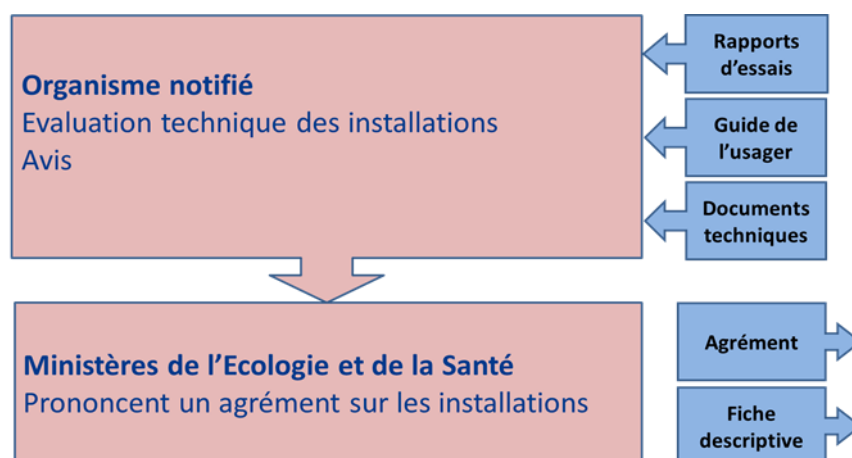 Organisme notifié
Evaluation technique des installations
Avis
Rapports
d'essais
Guide de
l'usager
Documents
techniques
Ministères de l'Ecologie et de la Santé
Prononcent un agrément sur les installations
Agrément
Fiche
descriptive